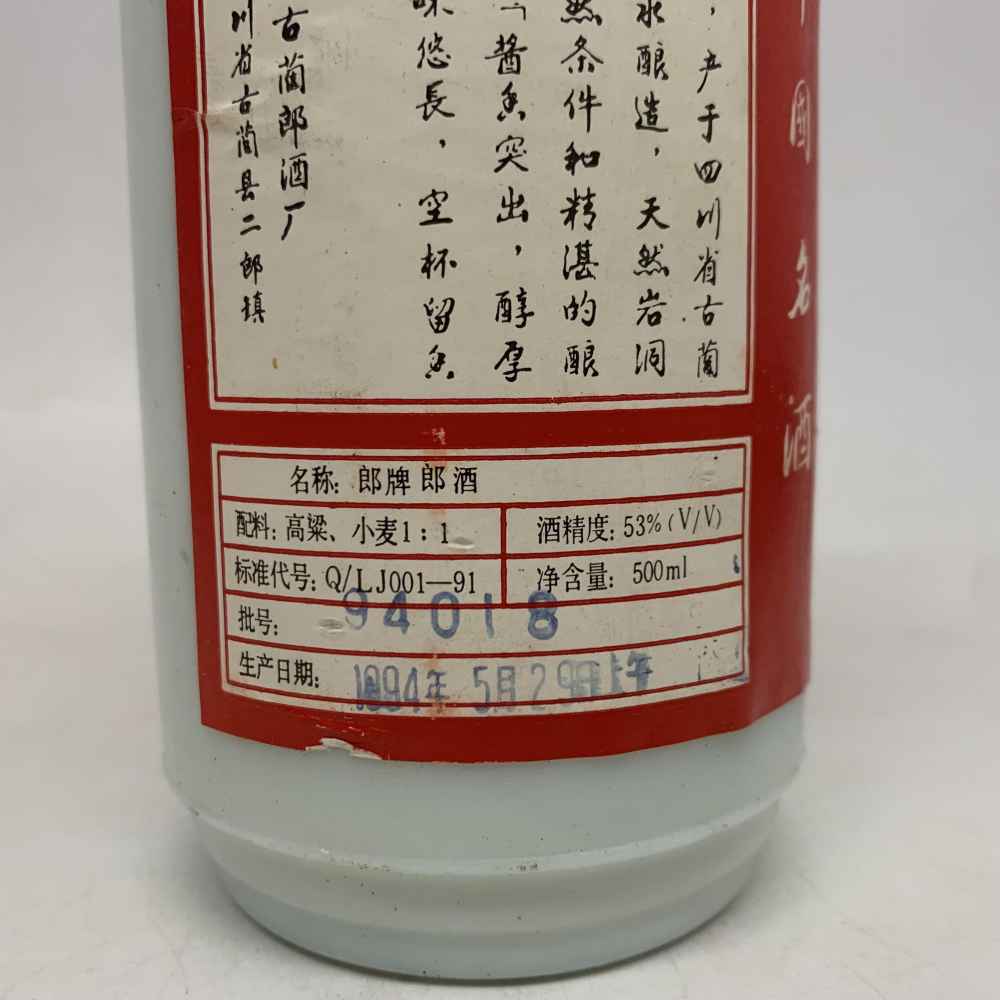 ，产于四川省古蔺
水酿造，天然岩洞
然条件和精湛的酿
「酱香突出，醇厚
味悠長，空杯留香
古蔺郎酒厂
川省古蔺县二郎镇
中國名酒
名称：郎牌郎酒
配料：高粱、小麦1：1
酒精度：53%(V/V)
标准代号：Q/LJ001—91
净含量：500ml
批号：94018
生产日期：1994年 5月29日上午